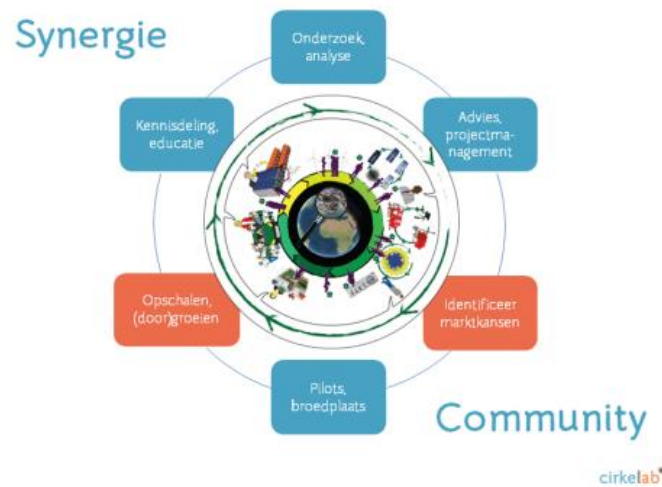 Synergie
Onderzoek,
analyse
Kennisdeling,
educatie
Advies,
projectma-
nagement
Opschalen,
(door)groeien
Identificeer
marktkansen
Pilots,
broedplaats
Community
cirkelab